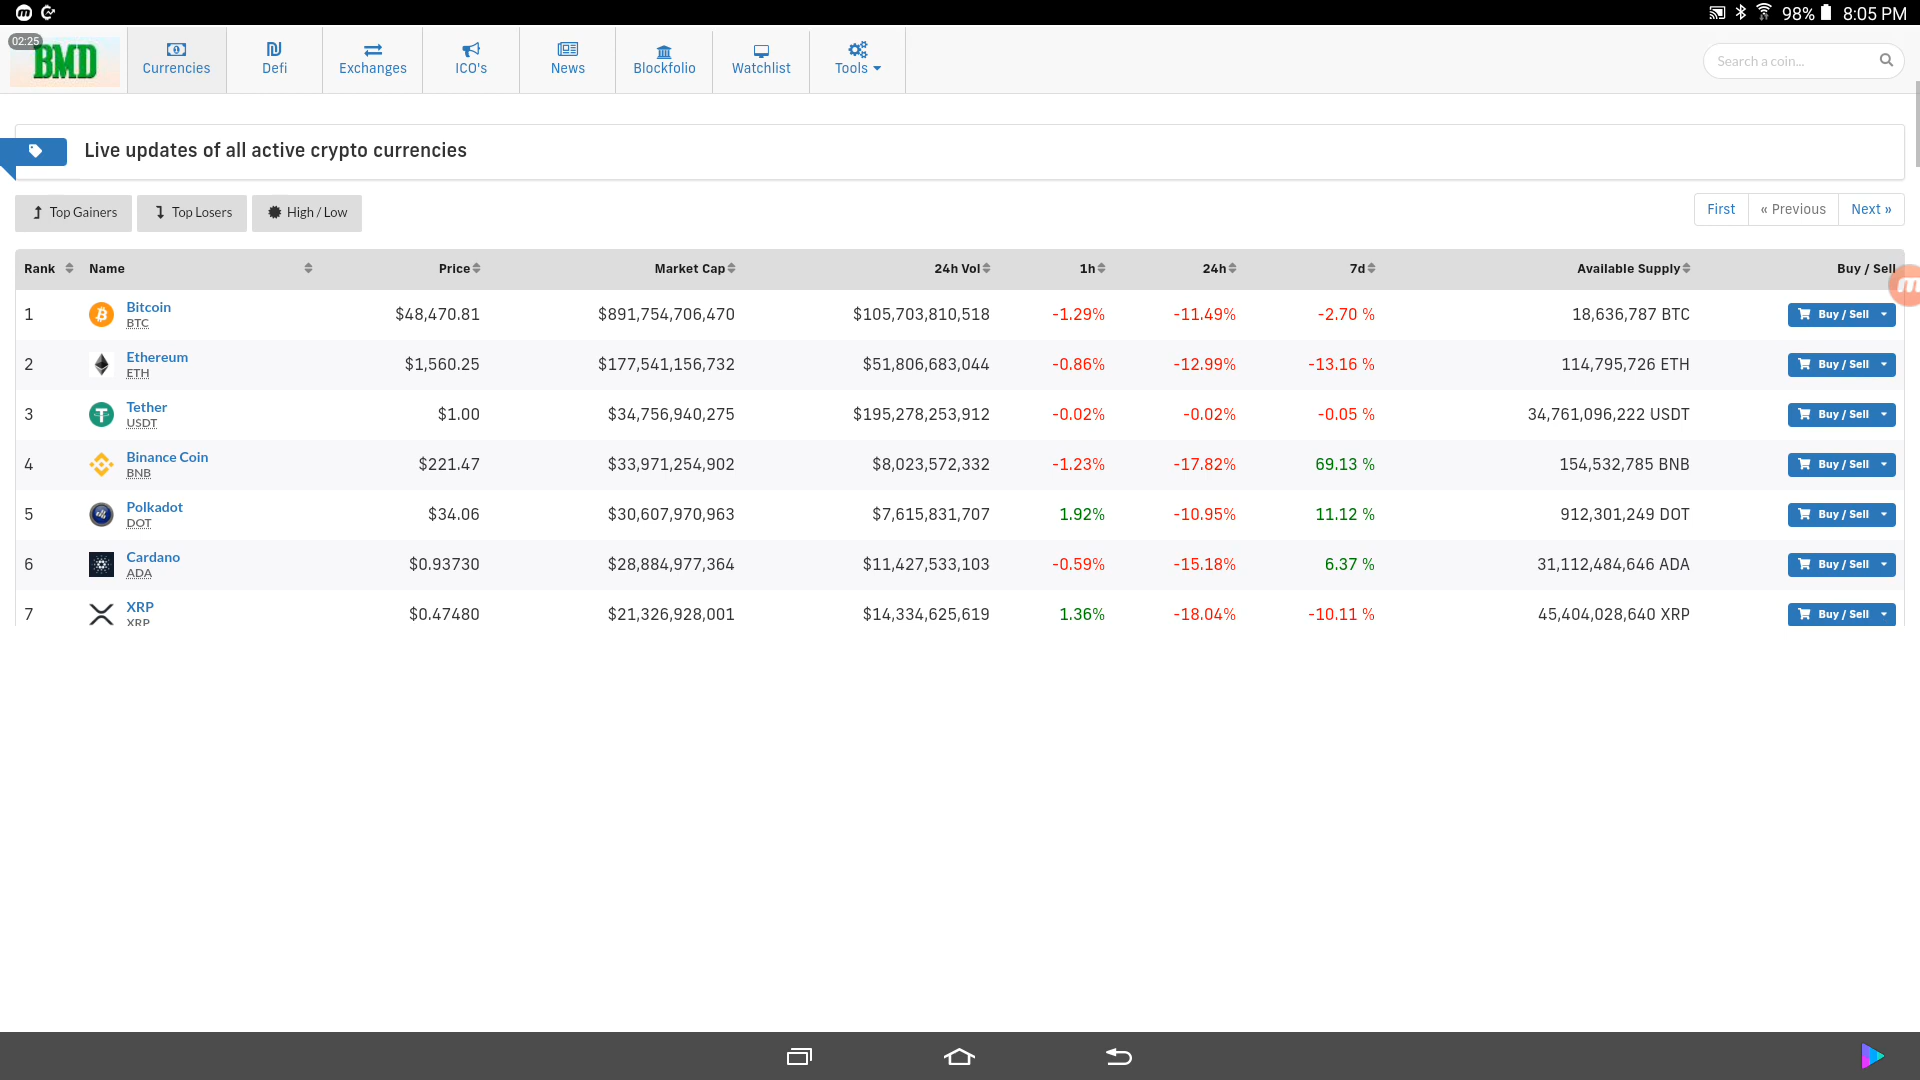 98% 8:05 PM
02:25
BMD
Currencies Defi Exchanges ICO's News Blockfolio Watchlist Tools Search a coin...
Live updates of all active crypto currencies
Top Gainers Top Losers High / Low First « Previous Next »
Rank Name Price Market Cap 24h Vol 1h 24h 7d Available Supply Buy / Sell
1 Bitcoin BTC $48,470.81 $891,754,706,470 $105,703,810,518 -1.29% -11.49% -2.70 % 18,636,787 BTC Buy / Sell
2 Ethereum ETH $1,560.25 $177,541,156,732 $51,806,683,044 -0.86% -12.99% -13.16 % 114,795,726 ETH Buy / Sell
3 Tether USDT $1.00 $34,756,940,275 $195,278,253,912 -0.02% -0.02% -0.05 % 34,761,096,222 USDT Buy / Sell
4 Binance Coin BNB $221.47 $33,971,254,902 $8,023,572,332 -1.23% -17.82% 69.13 % 154,532,785 BNB Buy / Sell
5 Polkadot DOT $34.06 $30,607,970,963 $7,615,831,707 1.92% -10.95% 11.12 % 912,301,249 DOT Buy / Sell
6 Cardano ADA $0.93730 $28,884,977,364 $11,427,533,103 -0.59% -15.18% 6.37 % 31,112,484,646 ADA Buy / Sell
7 XRP XRP $0.47480 $21,326,928,001 $14,334,625,619 1.36% -18.04% -10.11 % 45,404,028,640 XRP Buy / Sell